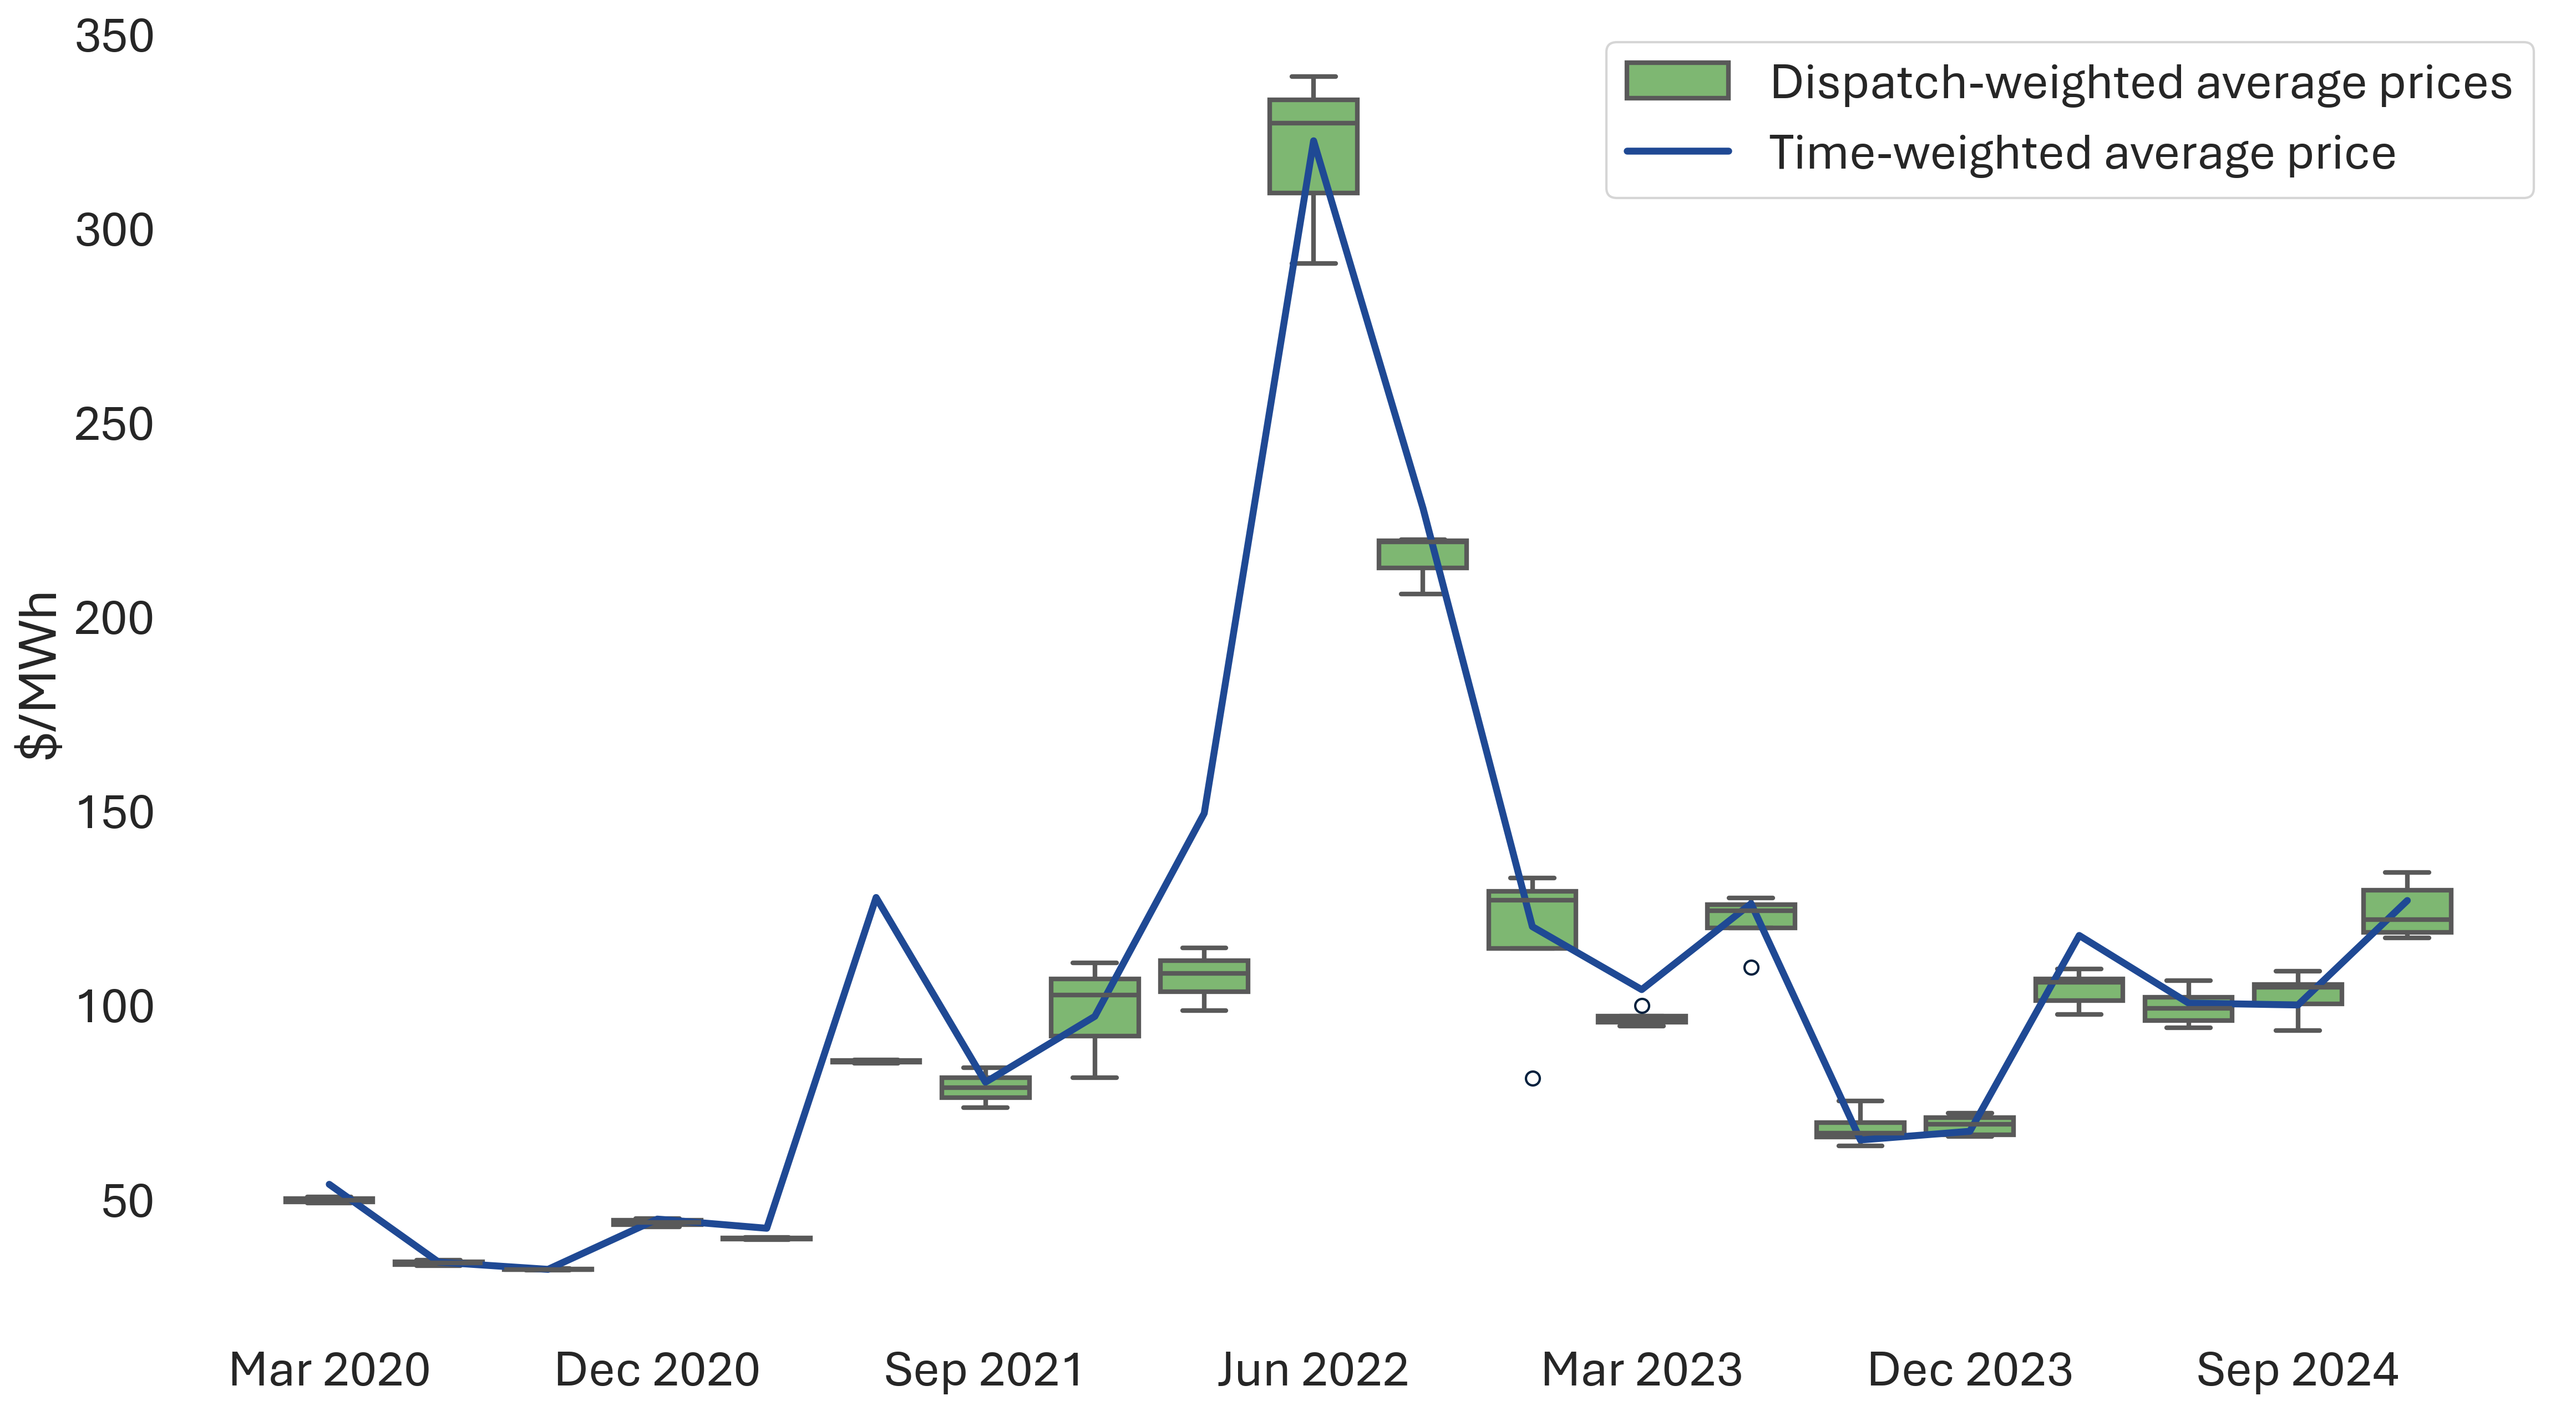 350
300
250
200
150
100
50
$/MWh
Dispatch-weighted average prices
Time-weighted average price
Mar 2020
Dec 2020
Sep 2021
Jun 2022
Mar 2023
Dec 2023
Sep 2024